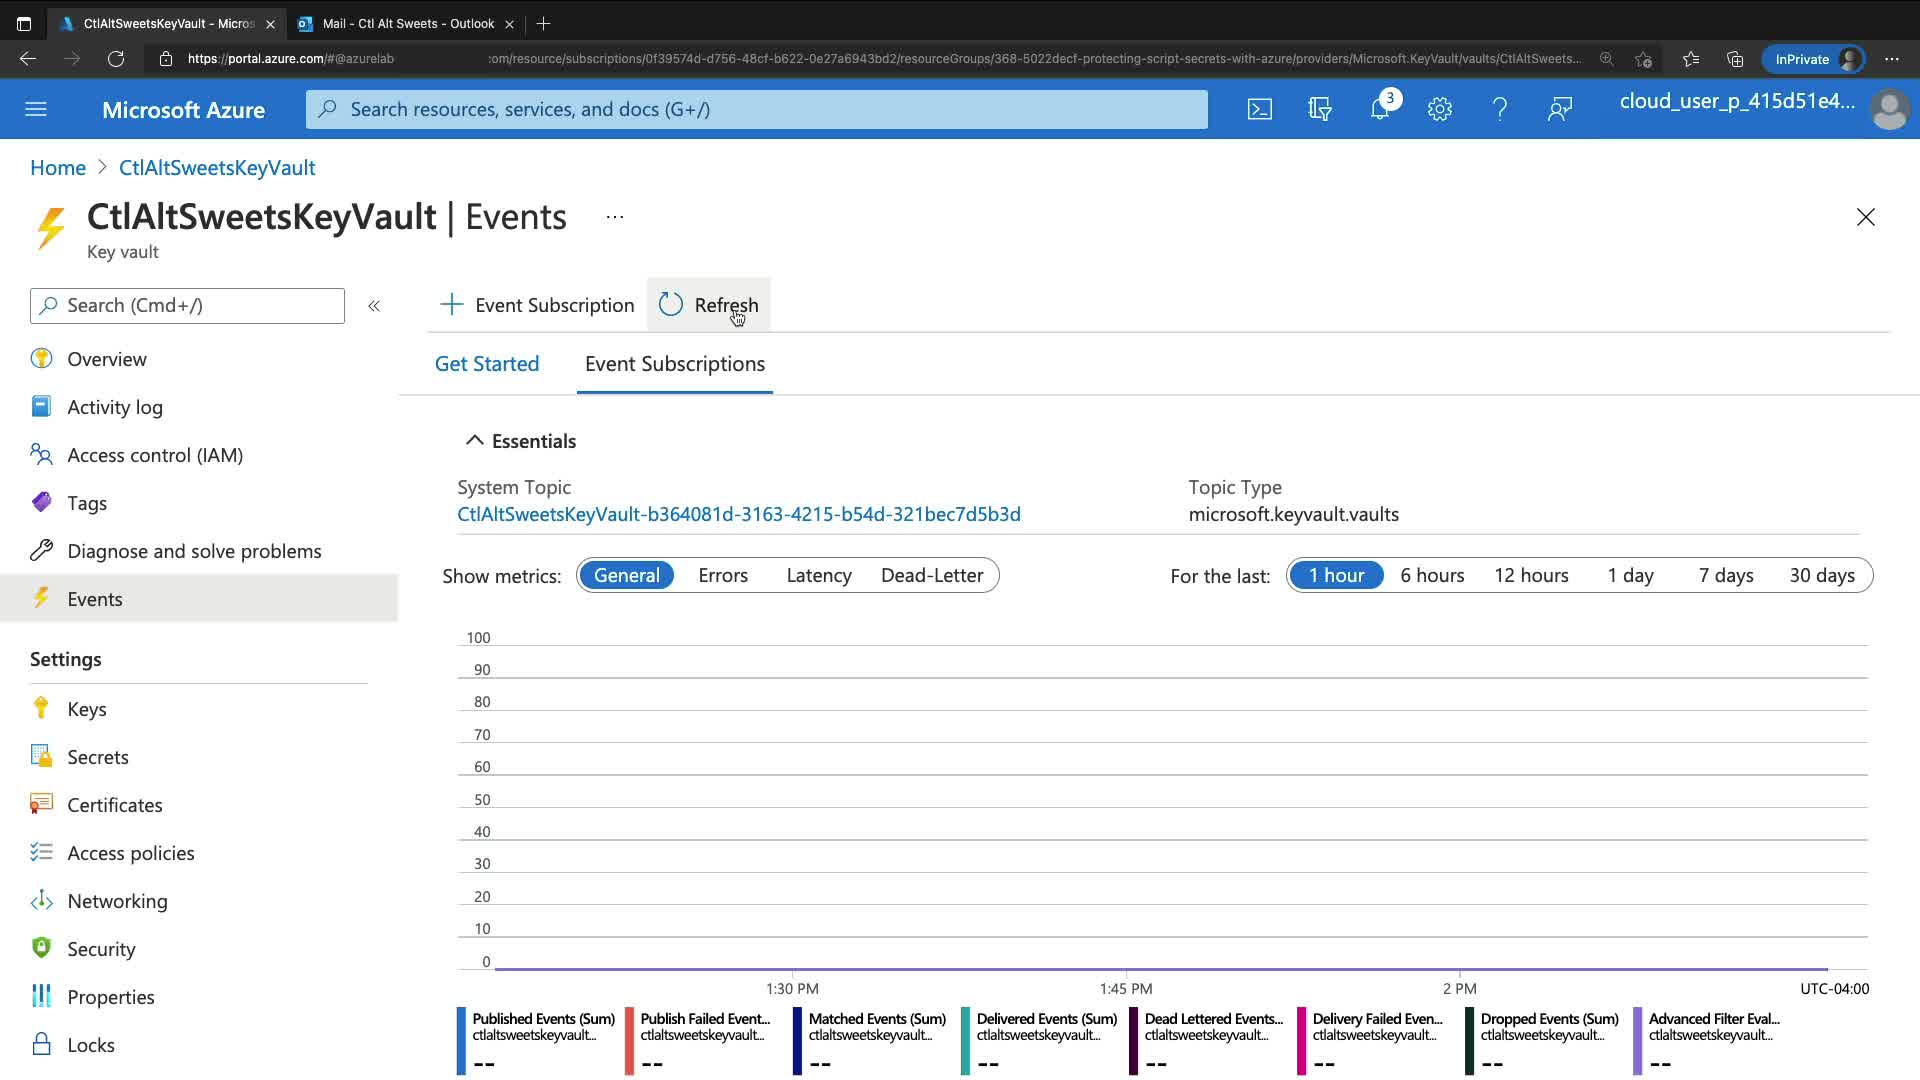 CtlAltSweetsKeyVault - Micros
Mail - Ctl Alt Sweets - Outlook
https://portal.azure.com/#@azurelab
:om/resource/subscriptions/0f39574d-d756-48cf-b622-0e27a6943bd2/resourceGroups/368-5022decf-protecting-script-secrets-with-azure/providers/Microsoft.KeyVault/vaults/CtlAltSweets...
InPrivate
Microsoft Azure
Search resources, services, and docs (G+/)
3
cloud_user_p_415d51e4...
Home > CtlAltSweetsKeyVault
CtlAltSweetsKeyVault | Events ...
Key vault
Search (Cmd+/)
«
Event Subscription
Refresh
Overview
Activity log
Access control (IAM)
Tags
Diagnose and solve problems
Events
Settings
Keys
Secrets
Certificates
Access policies
Networking
Security
Properties
Locks
Get Started
Event Subscriptions
Essentials
System Topic
CtlAltSweetsKeyVault-b364081d-3163-4215-b54d-321bec7d5b3d
Topic Type
microsoft.keyvault.vaults
Show metrics: General Errors Latency Dead-Letter
For the last: 1 hour 6 hours 12 hours 1 day 7 days 30 days
100
90
80
70
60
50
40
30
20
10
0
1:30 PM 1:45 PM 2 PM UTC-04:00
Published Events (Sum)
ctlaltsweetskeyvault...
--
Publish Failed Event...
ctlaltsweetskeyvault...
--
Matched Events (Sum)
ctlaltsweetskeyvault...
--
Delivered Events (Sum)
ctlaltsweetskeyvault...
--
Dead Lettered Events...
ctlaltsweetskeyvault...
--
Delivery Failed Even...
ctlaltsweetskeyvault...
--
Dropped Events (Sum)
ctlaltsweetskeyvault...
--
Advanced Filter Eval...
ctlaltsweetskeyvault...
--